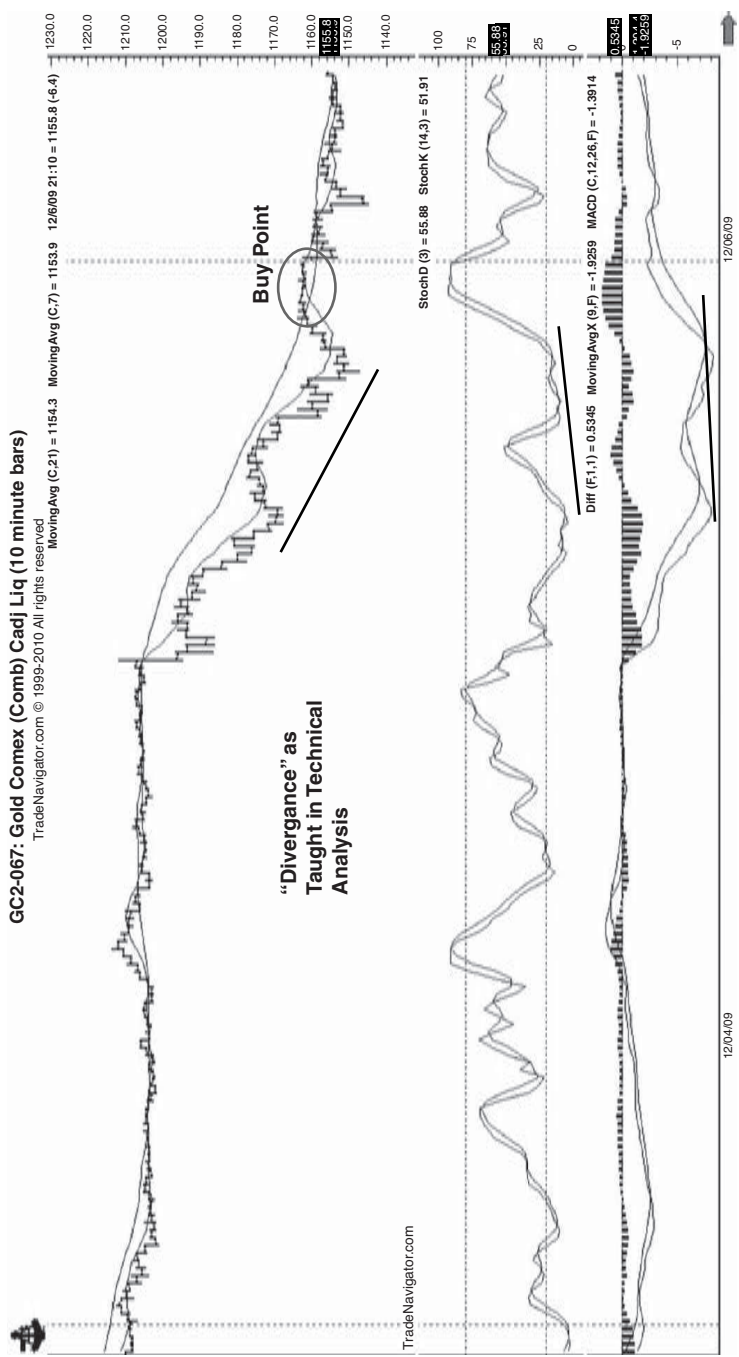 GC2-067: Gold Comex (Comb) Cadj Liq (10 minute bars)
TradeNavigator.com © 1999-2010 All rights reserved
MovingAvg (C,21) = 1154.3 MovingAvg (C,7) = 1153.9 12/6/09 21:10 = 1155.8 (-6.4)
1230.0
1220.0
1210.0
1200.0
1190.0
1180.0
1170.0
1160.0
1155.8
1150.0
1140.0
Buy Point
"Divergance" as
Taught in Technical
Analysis
TradeNavigator.com
StochD (3) = 55.88 StochK (14,3) = 51.91
100
75
55.88
25
0
Diff (F,1,1) = 0.5345 MovingAvgX (9,F) = -1.9259 MACD (C,12,26,F) = -1.3914
0.5345
-1.9259
-5
12/04/09
12/06/09